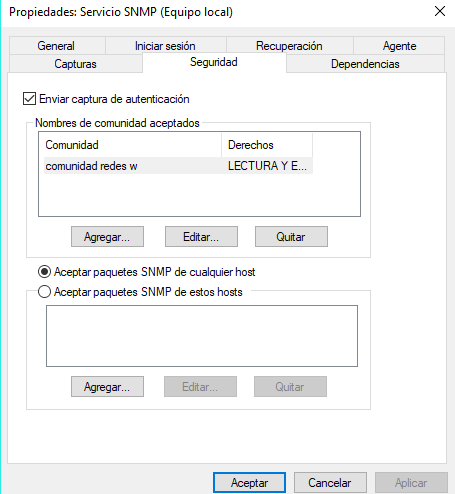 Propiedades: Servicio SNMP (Equipo local)
General Iniciar sesión Recuperación Agente
Capturas Seguridad Dependencias
Enviar captura de autenticación
Nombres de comunidad aceptados
Comunidad Derechos
comunidad redes w LECTURA Y E...
Agregar... Editar... Quitar
Aceptar paquetes SNMP de cualquier host
Aceptar paquetes SNMP de estos hosts
Agregar... Editar... Quitar
Aceptar Cancelar Aplicar